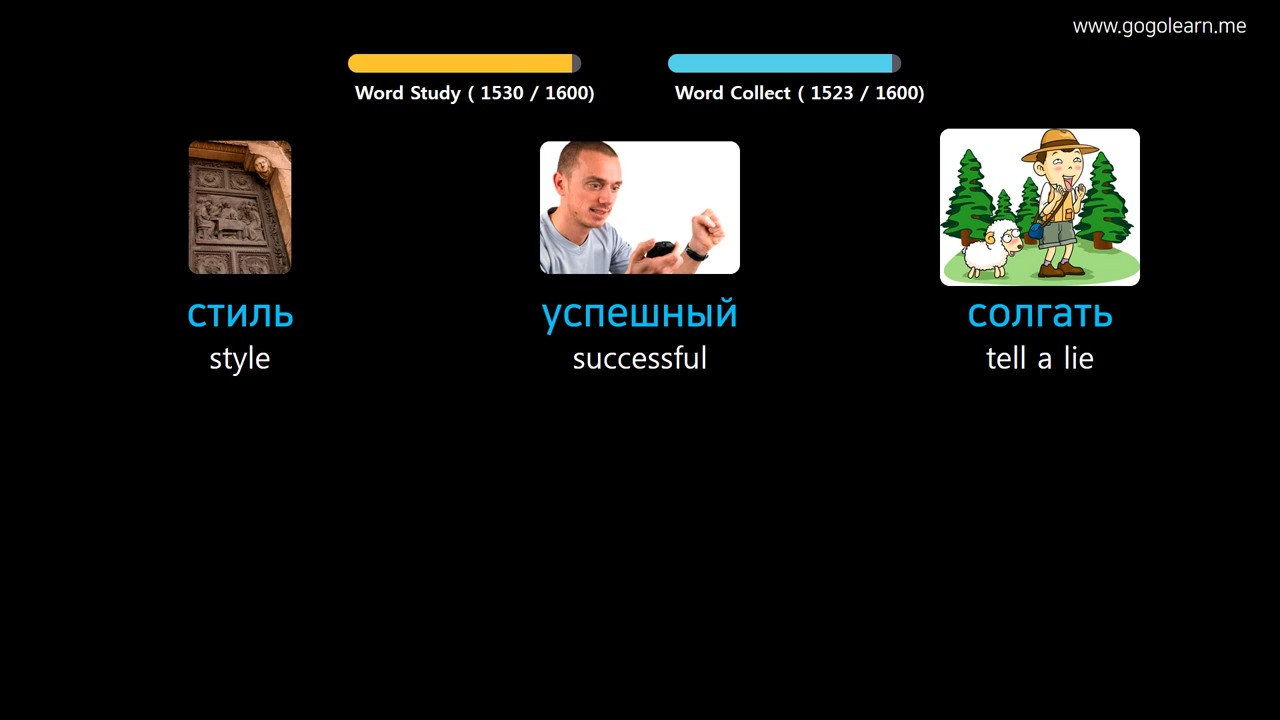 www.gogolearn.me
Word Study ( 1530 / 1600)
Word Collect ( 1523 / 1600)
стиль
успешный
солгать
style
successful
tell a lie